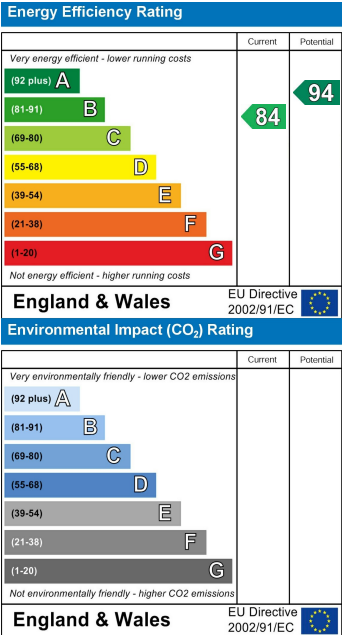 Energy Efficiency Rating
Current Potential
Very energy efficient - lower running costs
(92 plus) A
(81-91) B
(69-80) C
(55-68) D
(39-54) E
(21-38) F
(1-20) G
84
94
Not energy efficient - higher running costs
England & Wales
EU Directive
2002/91/EC
Environmental Impact (CO₂) Rating
Current Potential
Very environmentally friendly - lower CO2 emissions
(92 plus) A
(81-91) B
(69-80) C
(55-68) D
(39-54) E
(21-38) F
(1-20) G
Not environmentally friendly - higher CO2 emissions
England & Wales
EU Directive
2002/91/EC